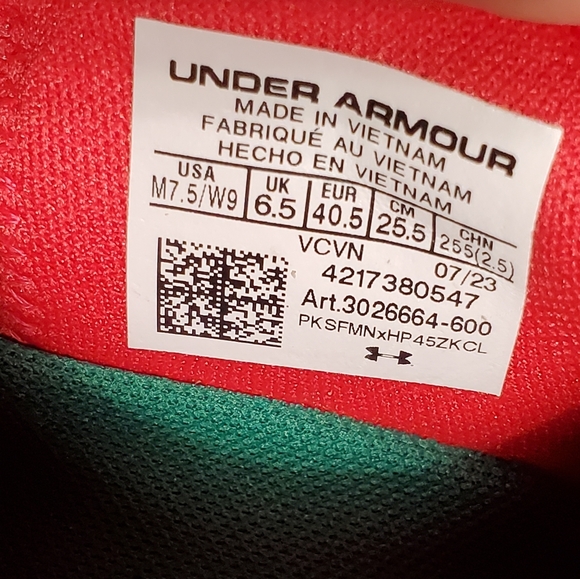 UNDER ARMOUR
MADE IN VIETNAM
FABRIQUÉ AU VIETNAM
HECHO EN VIETNAM
USA UK EUR CM CHN
M7.5/W9 6.5 40.5 25.5 255(2.5)
VCVN 07/23
4217380547
Art.3026664-600
PKSFMNxHP45ZKCL